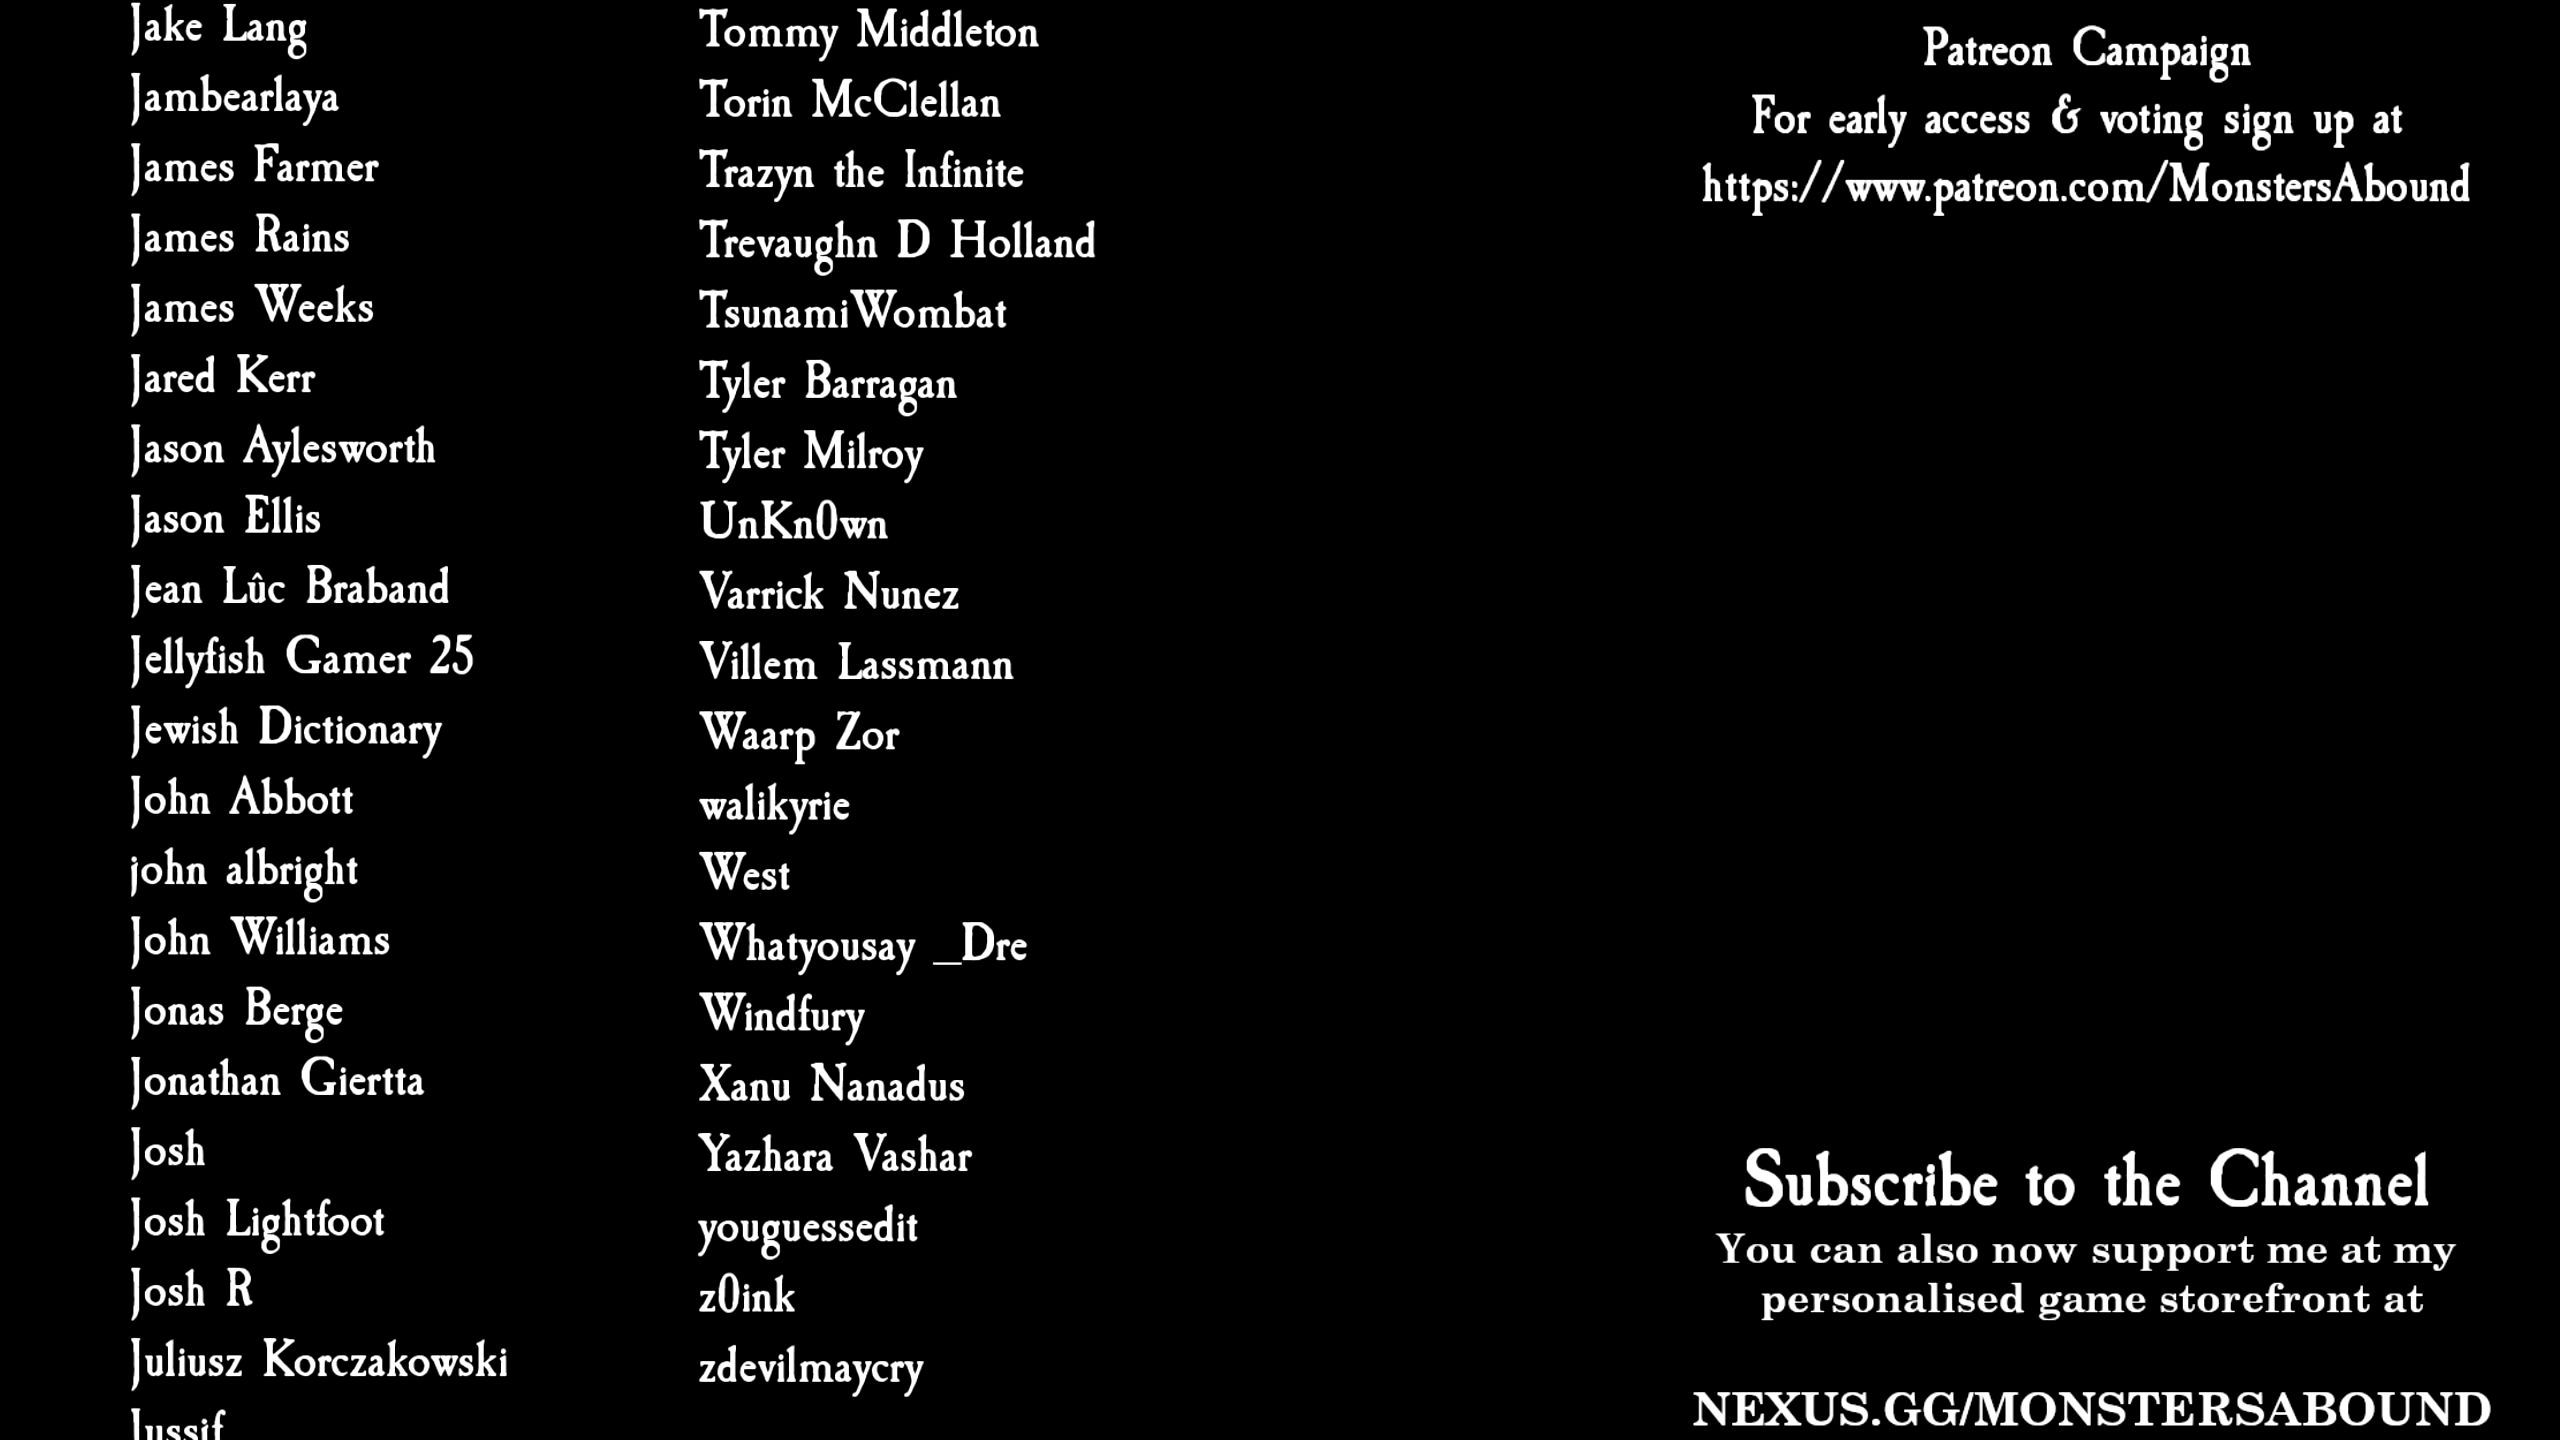 Jake Lang
Jambearlaya
James Farmer
James Rains
James Weeks
Jared Kerr
Jason Aylesworth
Jason Ellis
Jean Lûc Braband
Jellyfish Gamer 25
Jewish Dictionary
John Abbott
john albright
John Williams
Jonas Berge
Jonathan Giertta
Josh
Josh Lightfoot
Josh R
Juliusz Korczakowski
Jussif
Tommy Middleton
Torin McClellan
Trazyn the Infinite
Trevaughn D Holland
TsunamiWombat
Tyler Barragan
Tyler Milroy
UnKn0wn
Varrick Nunez
Villem Lassmann
Waarp Zor
walikyrie
West
Whatyousay _Dre
Windfury
Xanu Nanadus
Yazhara Vashar
youguessedit
z0ink
zdevilmaycry
Patreon Campaign
For early access & voting sign up at
https://www.patreon.com/MonstersAbound
Subscribe to the Channel
You can also now support me at my
personalised game storefront at
NEXUS.GG/MONSTERSABOUND